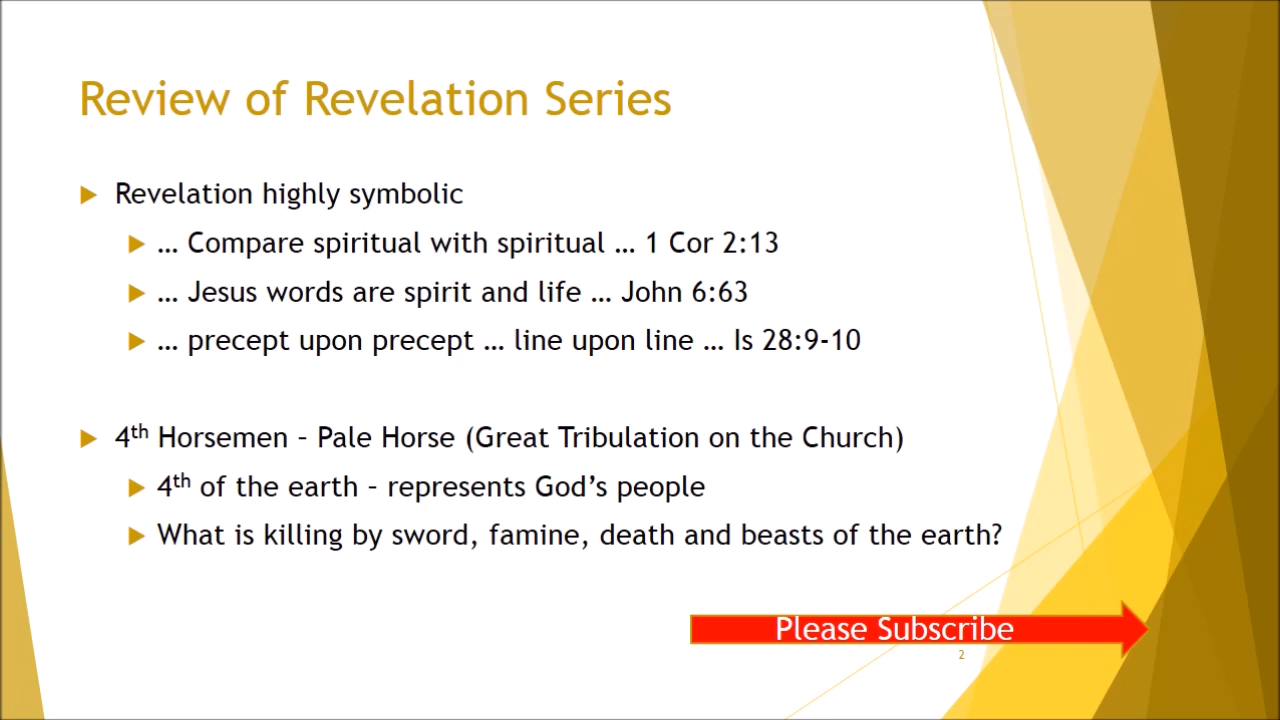 Review of Revelation Series
Revelation highly symbolic
… Compare spiritual with spiritual … 1 Cor 2:13
… Jesus words are spirit and life … John 6:63
… precept upon precept … line upon line … Is 28:9-10
4th Horsemen – Pale Horse (Great Tribulation on the Church)
4th of the earth – represents God’s people
What is killing by sword, famine, death and beasts of the earth?
Please Subscribe
2